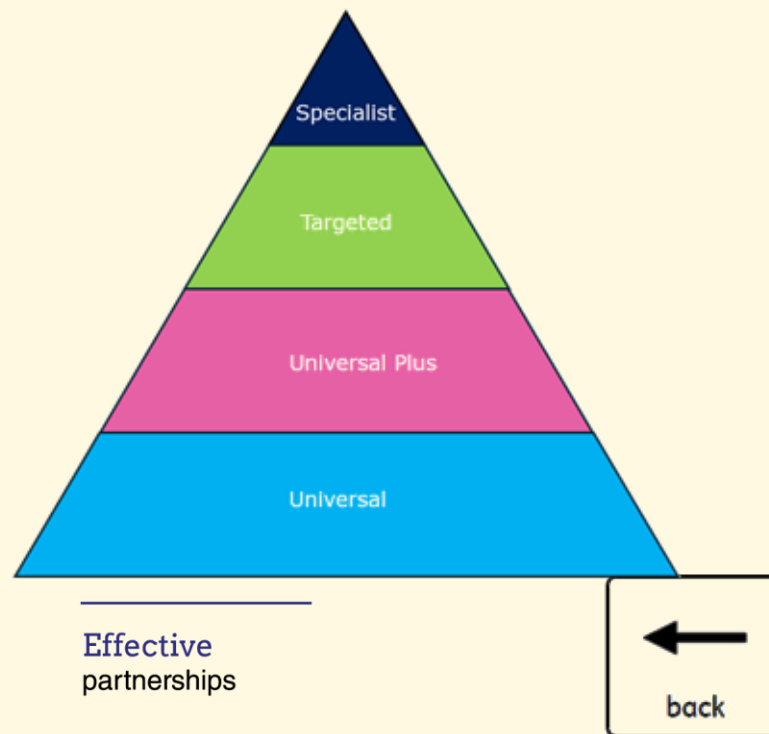 Specialist
Targeted
Universal Plus
Universal
Effective
partnerships
back